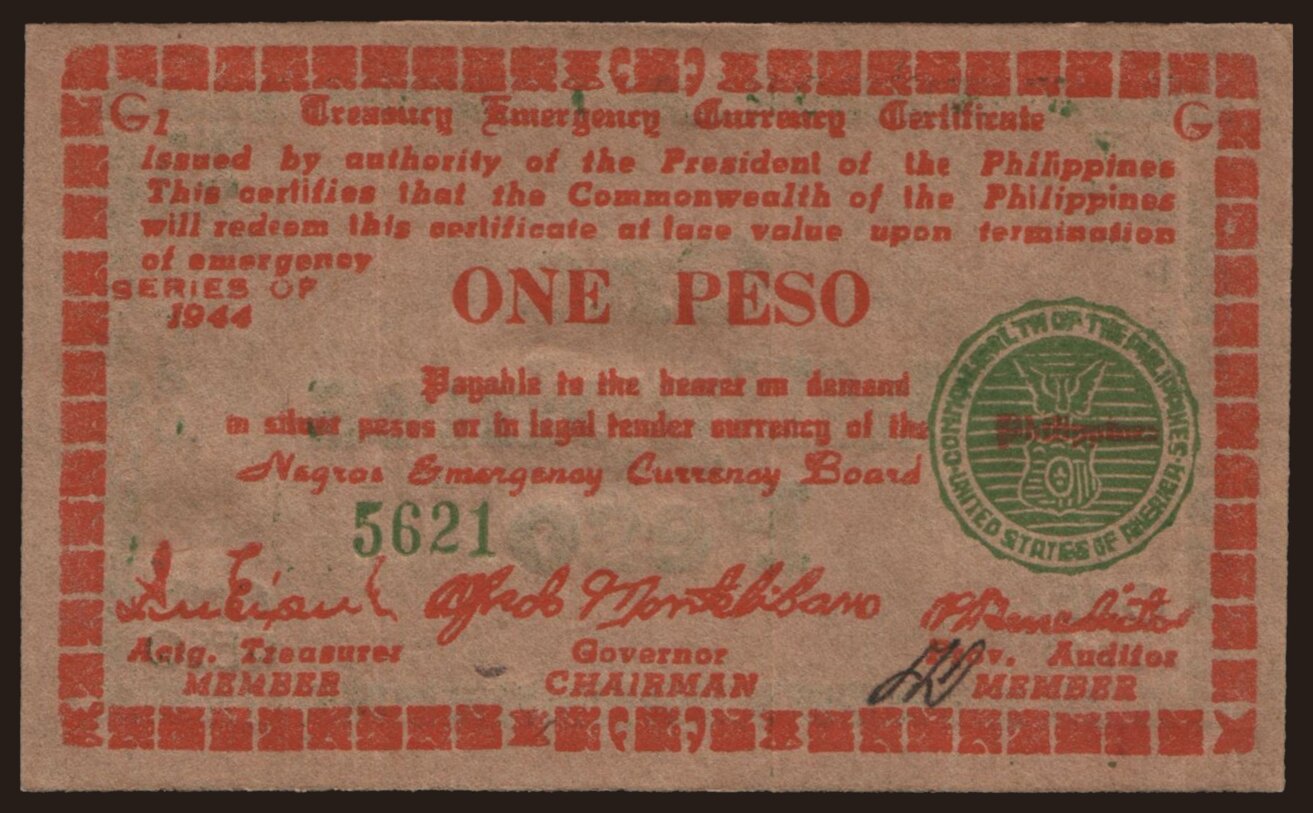 G1 Treasury Emergency Currency Certificate G
Issued by authority of the President of the Philippines
This certifies that the Commonwealth of the Philippines
will redeem this certificate at face value upon termination
of emergency
SERIES OF
1944
ONE PESO
Payable to the bearer on demand
in silver pesos or in legal tender currency of the Philippines
Negros Emergency Currency Board
COMMONWEALTH OF THE PHILIPPINES
UNITED STATES OF AMERICA
5621
Alfredo Montelibano
Actg. Treasurer Governor Prov. Auditor
MEMBER CHAIRMAN MEMBER